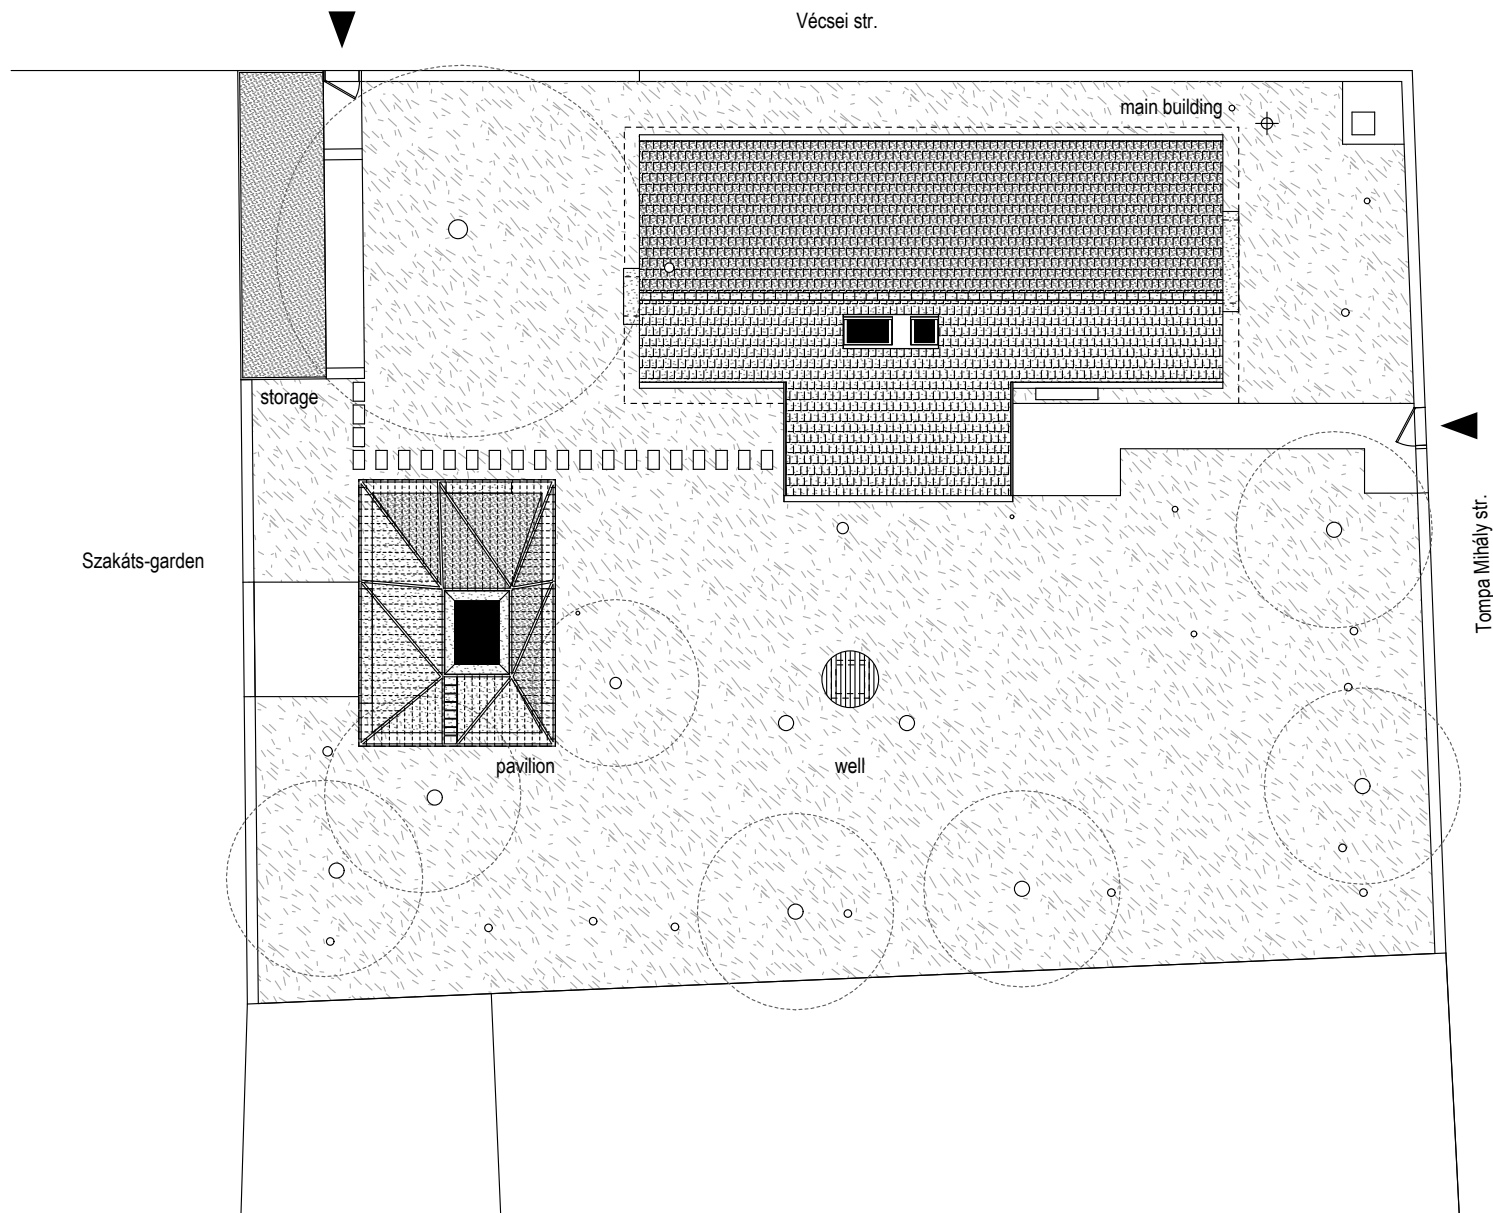 Vécsei str.
main building
storage
Szakáts-garden
Tompa Mihály str.
pavilion
well